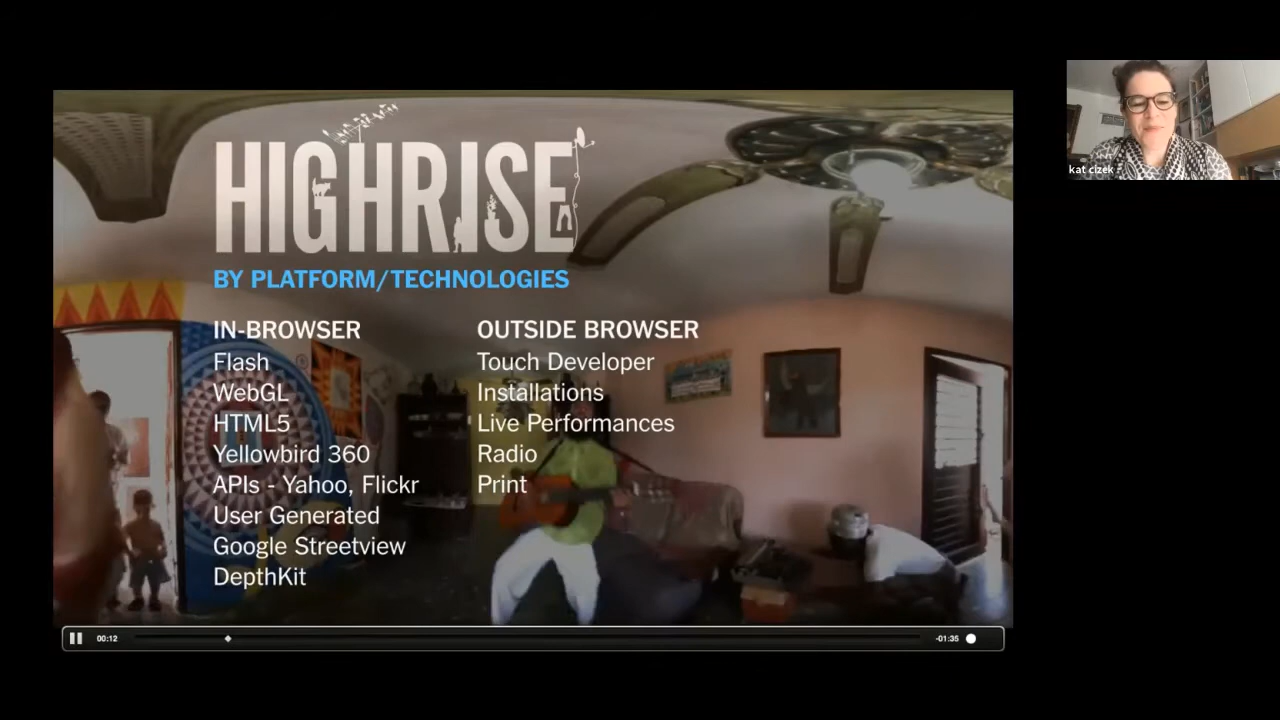 HIGHRISE
BY PLATFORM/TECHNOLOGIES
IN-BROWSER
Flash
WebGL
HTML5
Yellowbird 360
APIs - Yahoo, Flickr
User Generated
Google Streetview
DepthKit
OUTSIDE BROWSER
Touch Developer
Installations
Live Performances
Radio
Print
00:12
-01:35
kat cizek